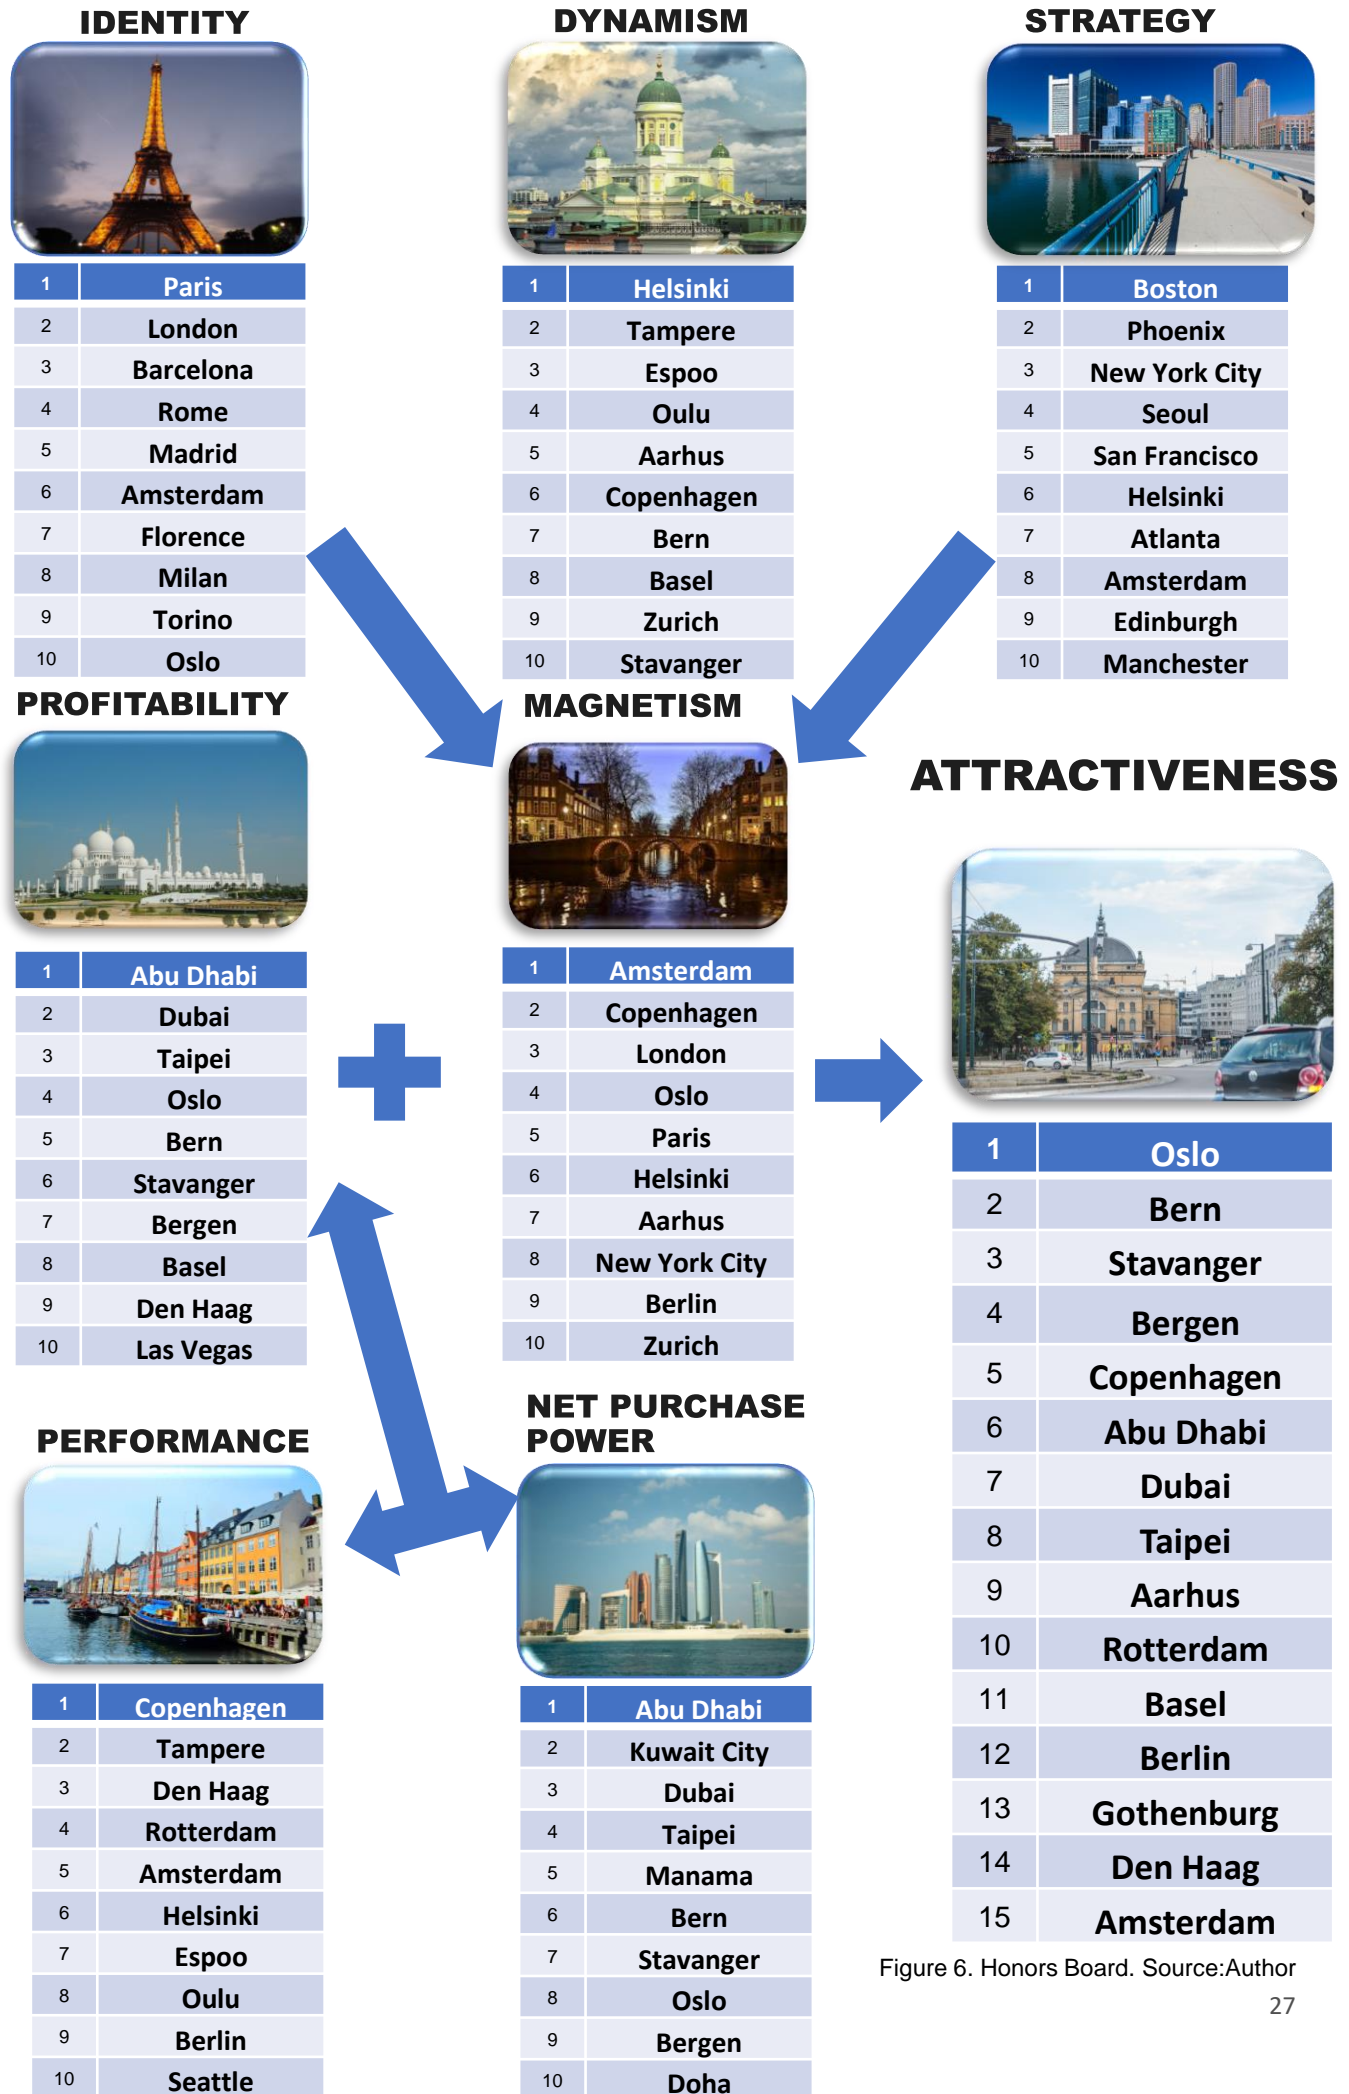 IDENTITY
1 Paris
2 London
3 Barcelona
4 Rome
5 Madrid
6 Amsterdam
7 Florence
8 Milan
9 Torino
10 Oslo
DYNAMISM
1 Helsinki
2 Tampere
3 Espoo
4 Oulu
5 Aarhus
6 Copenhagen
7 Bern
8 Basel
9 Zurich
10 Stavanger
STRATEGY
1 Boston
2 Phoenix
3 New York City
4 Seoul
5 San Francisco
6 Helsinki
7 Atlanta
8 Amsterdam
9 Edinburgh
10 Manchester
PROFITABILITY
1 Abu Dhabi
2 Dubai
3 Taipei
4 Oslo
5 Bern
6 Stavanger
7 Bergen
8 Basel
9 Den Haag
10 Las Vegas
MAGNETISM
1 Amsterdam
2 Copenhagen
3 London
4 Oslo
5 Paris
6 Helsinki
7 Aarhus
8 New York City
9 Berlin
10 Zurich
ATTRACTIVENESS
1 Oslo
2 Bern
3 Stavanger
4 Bergen
5 Copenhagen
6 Abu Dhabi
7 Dubai
8 Taipei
9 Aarhus
10 Rotterdam
11 Basel
12 Berlin
13 Gothenburg
14 Den Haag
15 Amsterdam
PERFORMANCE
1 Copenhagen
2 Tampere
3 Den Haag
4 Rotterdam
5 Amsterdam
6 Helsinki
7 Espoo
8 Oulu
9 Berlin
10 Seattle
NET PURCHASE
POWER
1 Abu Dhabi
2 Kuwait City
3 Dubai
4 Taipei
5 Manama
6 Bern
7 Stavanger
8 Oslo
9 Bergen
10 Doha
Figure 6. Honors Board. Source:Author
27